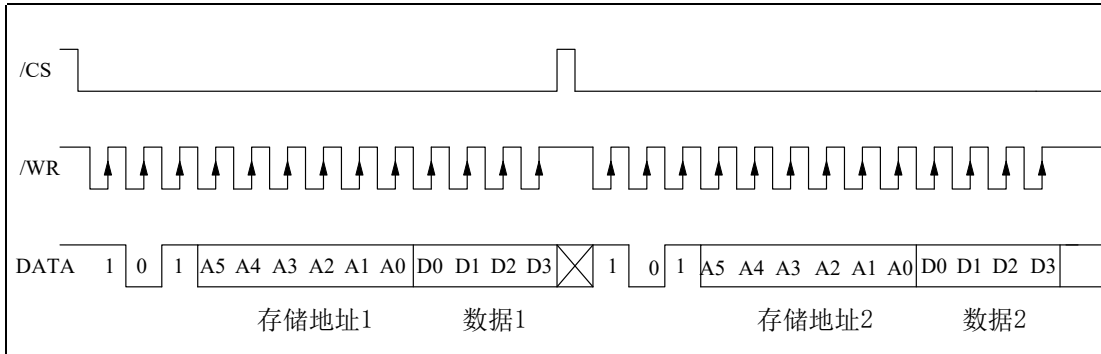 /CS
/WR
DATA 1 0 1 A5 A4 A3 A2 A1 A0 D0 D1 D2 D3 1 0 1 A5 A4 A3 A2 A1 A0 D0 D1 D2 D3
存储地址1 数据1 存储地址2 数据2